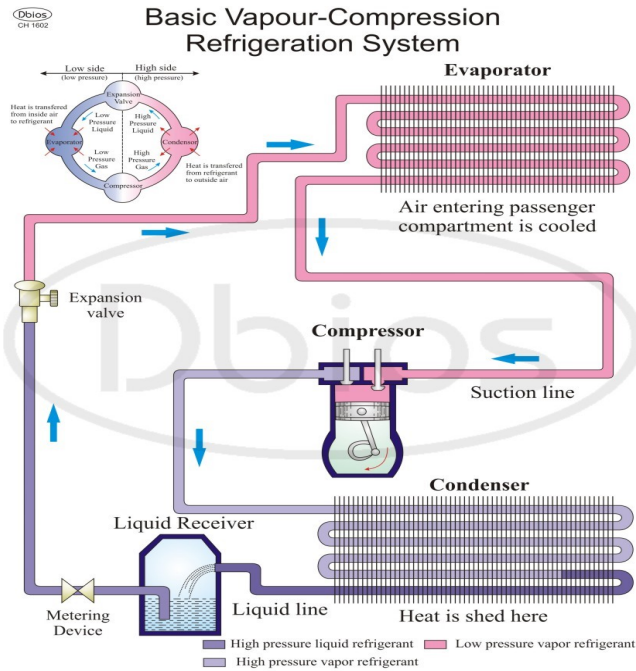 Dbios
CH 1602
Basic Vapour-Compression
Refrigeration System
Low side
(low pressure)
High side
(high pressure)
Heat is transfered
from inside air
to refrigerant
Expansion
Valve
Low
Pressure
Liquid
High
Pressure
Liquid
Evaporator
Condensor
Low
Pressure
Gas
High
Pressure
Gas
Compressor
Heat is transfered
from refrigerant
to outside air
Evaporator
Air entering passenger
compartment is cooled
Expansion
valve
Dbios
Compressor
Suction line
Condenser
Liquid Receiver
Liquid line
Metering
Device
Heat is shed here
High pressure liquid refrigerant
Low pressure vapor refrigerant
High pressure vapor refrigerant